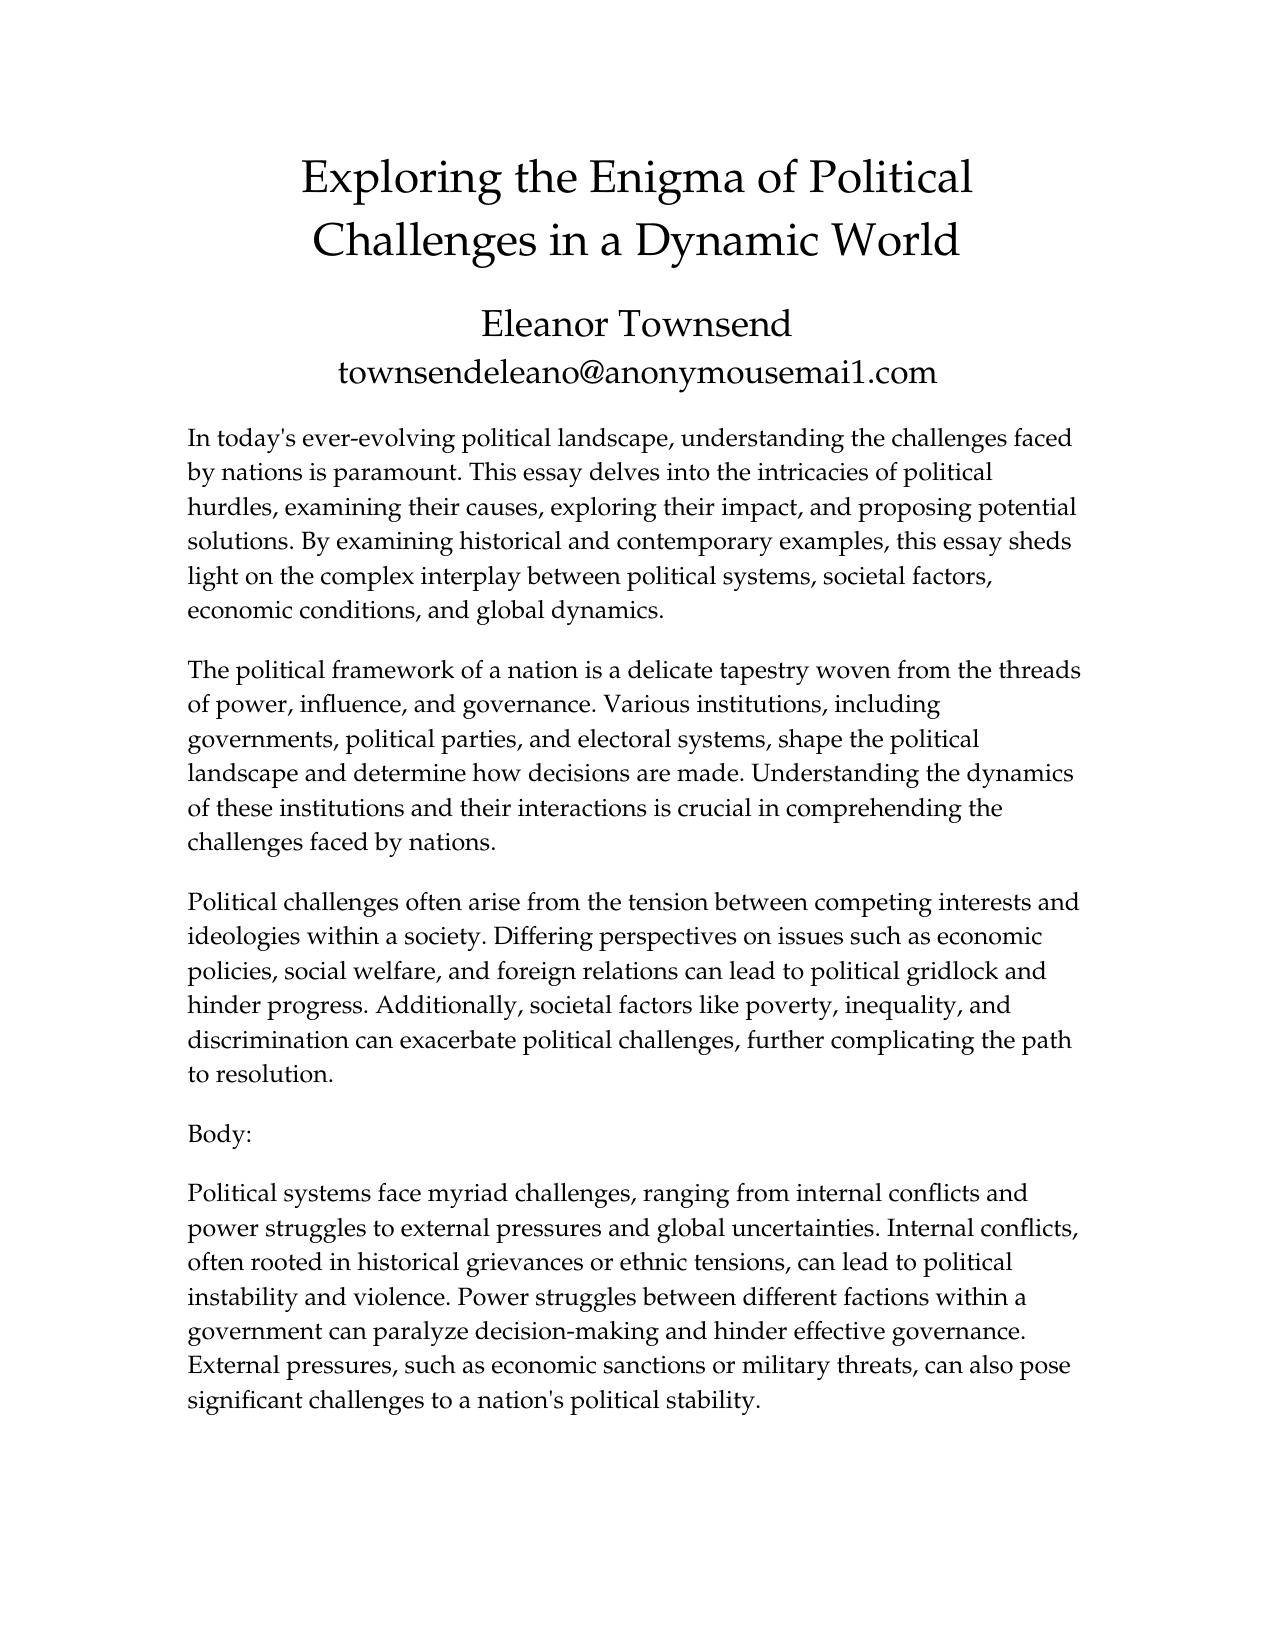 Exploring the Enigma of Political
Challenges in a Dynamic World
Eleanor Townsend
townsendeleano@anonymousemai1.com
In today's ever-evolving political landscape, understanding the challenges faced
by nations is paramount. This essay delves into the intricacies of political
hurdles, examining their causes, exploring their impact, and proposing potential
solutions. By examining historical and contemporary examples, this essay sheds
light on the complex interplay between political systems, societal factors,
economic conditions, and global dynamics.
The political framework of a nation is a delicate tapestry woven from the threads
of power, influence, and governance. Various institutions, including
governments, political parties, and electoral systems, shape the political
landscape and determine how decisions are made. Understanding the dynamics
of these institutions and their interactions is crucial in comprehending the
challenges faced by nations.
Political challenges often arise from the tension between competing interests and
ideologies within a society. Differing perspectives on issues such as economic
policies, social welfare, and foreign relations can lead to political gridlock and
hinder progress. Additionally, societal factors like poverty, inequality, and
discrimination can exacerbate political challenges, further complicating the path
to resolution.
Body:
Political systems face myriad challenges, ranging from internal conflicts and
power struggles to external pressures and global uncertainties. Internal conflicts,
often rooted in historical grievances or ethnic tensions, can lead to political
instability and violence. Power struggles between different factions within a
government can paralyze decision-making and hinder effective governance.
External pressures, such as economic sanctions or military threats, can also pose
significant challenges to a nation's political stability.